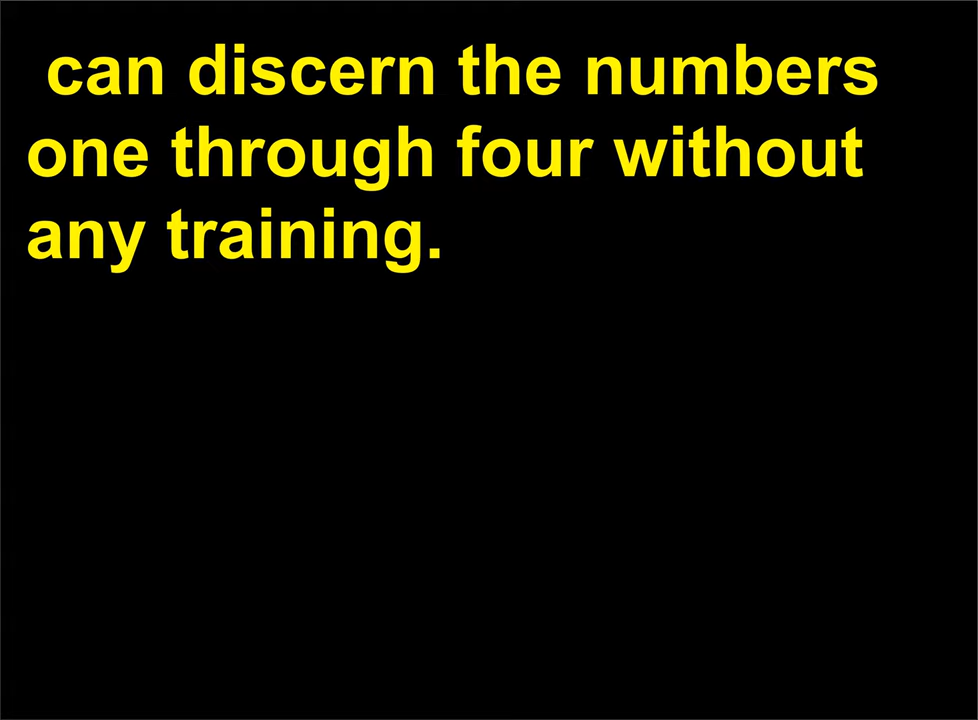 can discern the numbers
one through four without
any training.